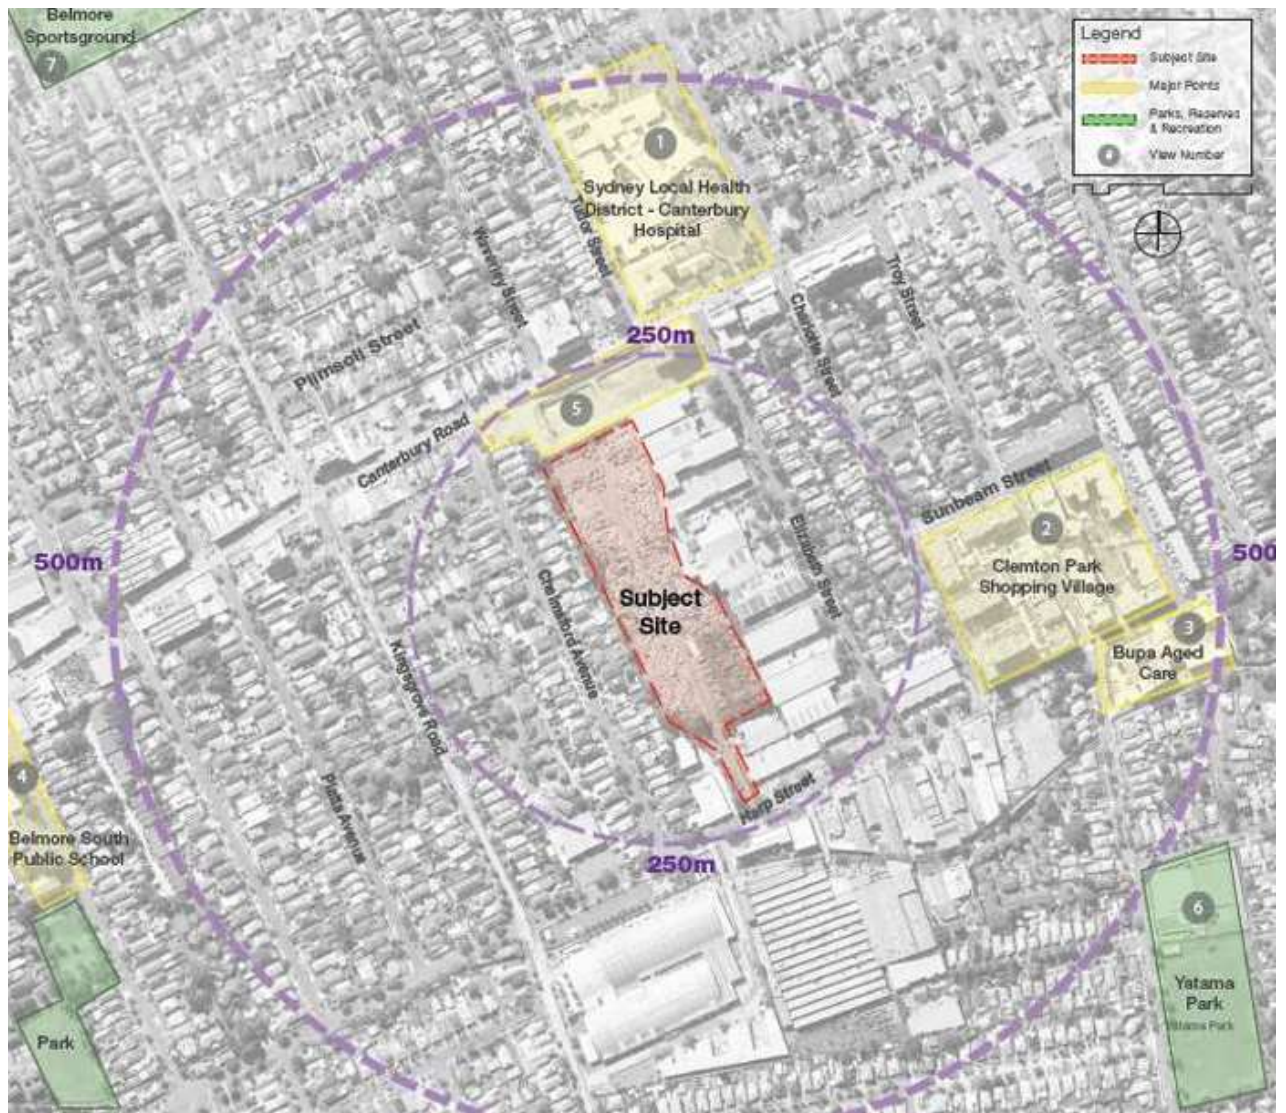 Belmore
Sportsground
7
Legend
Subject Site
Major Points
Parks, Reserves
& Recreation
#
View Number
1
Sydney Local Health
District - Canterbury
Hospital
Tudor Street
Waverley Street
Troy Street
Charlotte Street
Plimsoll Street
250m
5
Canterbury Road
Sunbeam Street
2
Clemton Park
Shopping Village
500m
500
Elizabeth Street
Subject
Site
Chelmsford Avenue
3
Bupa Aged
Care
Kingsgrove Road
4
Belmore South
Public School
Harp Street
250m
6
Yatama
Park
Yatama Park
Park